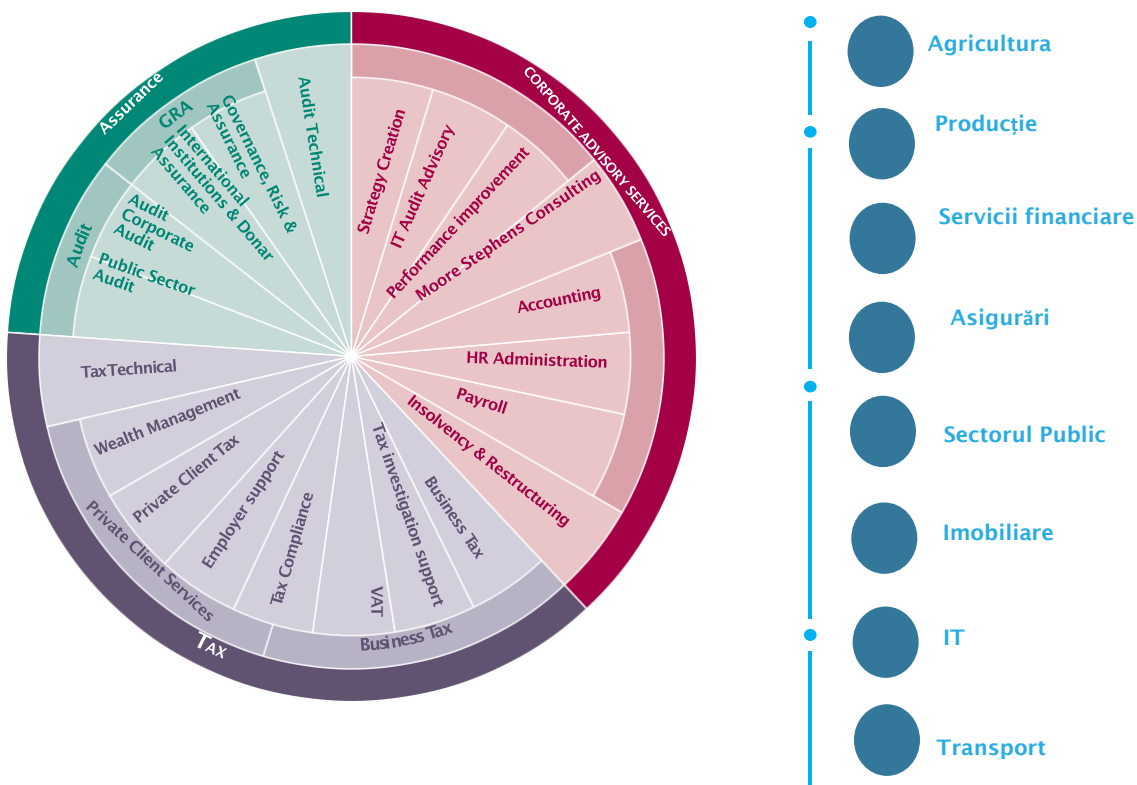 Assurance
GRA
Audit
Governance, Risk &
Assurance
International
Institutions & Donar
Assurance
Audit Technical
Audit
Corporate
Audit
Public Sector
Audit
CORPORATE ADVISORY SERVICES
Strategy Creation
IT Audit Advisory
Performance improvement
Moore Stephens Consulting
Accounting
HR Administration
Payroll
Insolvency & Restructuring
TaxTechnical
Wealth Management
Private Client Tax
Employer support
Tax Compliance
VAT
Tax investigation support
Business Tax
Private Client Services
Business Tax
TAX
Agricultura
Producție
Servicii financiare
Asigurări
Sectorul Public
Imobiliare
IT
Transport